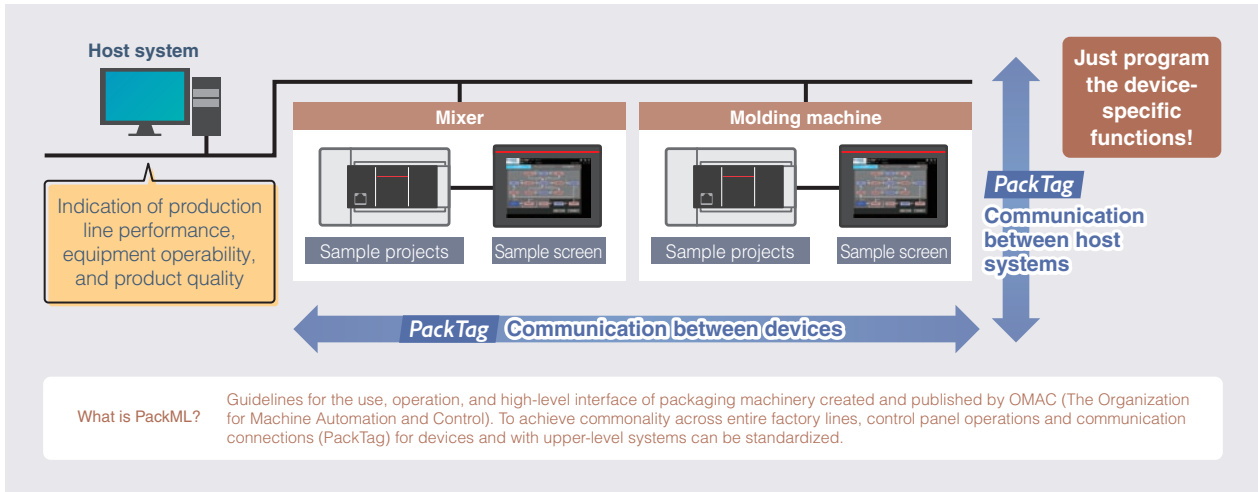 Host system
Indication of production
line performance,
equipment operability,
and product quality
Mixer
Sample projects
Sample screen
Molding machine
Sample projects
Sample screen
Just program
the device-
specific
functions!
PackTag
Communication
between host
systems
PackTag Communication between devices
What is PackML?
Guidelines for the use, operation, and high-level interface of packaging machinery created and published by OMAC (The Organization
for Machine Automation and Control). To achieve commonality across entire factory lines, control panel operations and communication
connections (PackTag) for devices and with upper-level systems can be standardized.